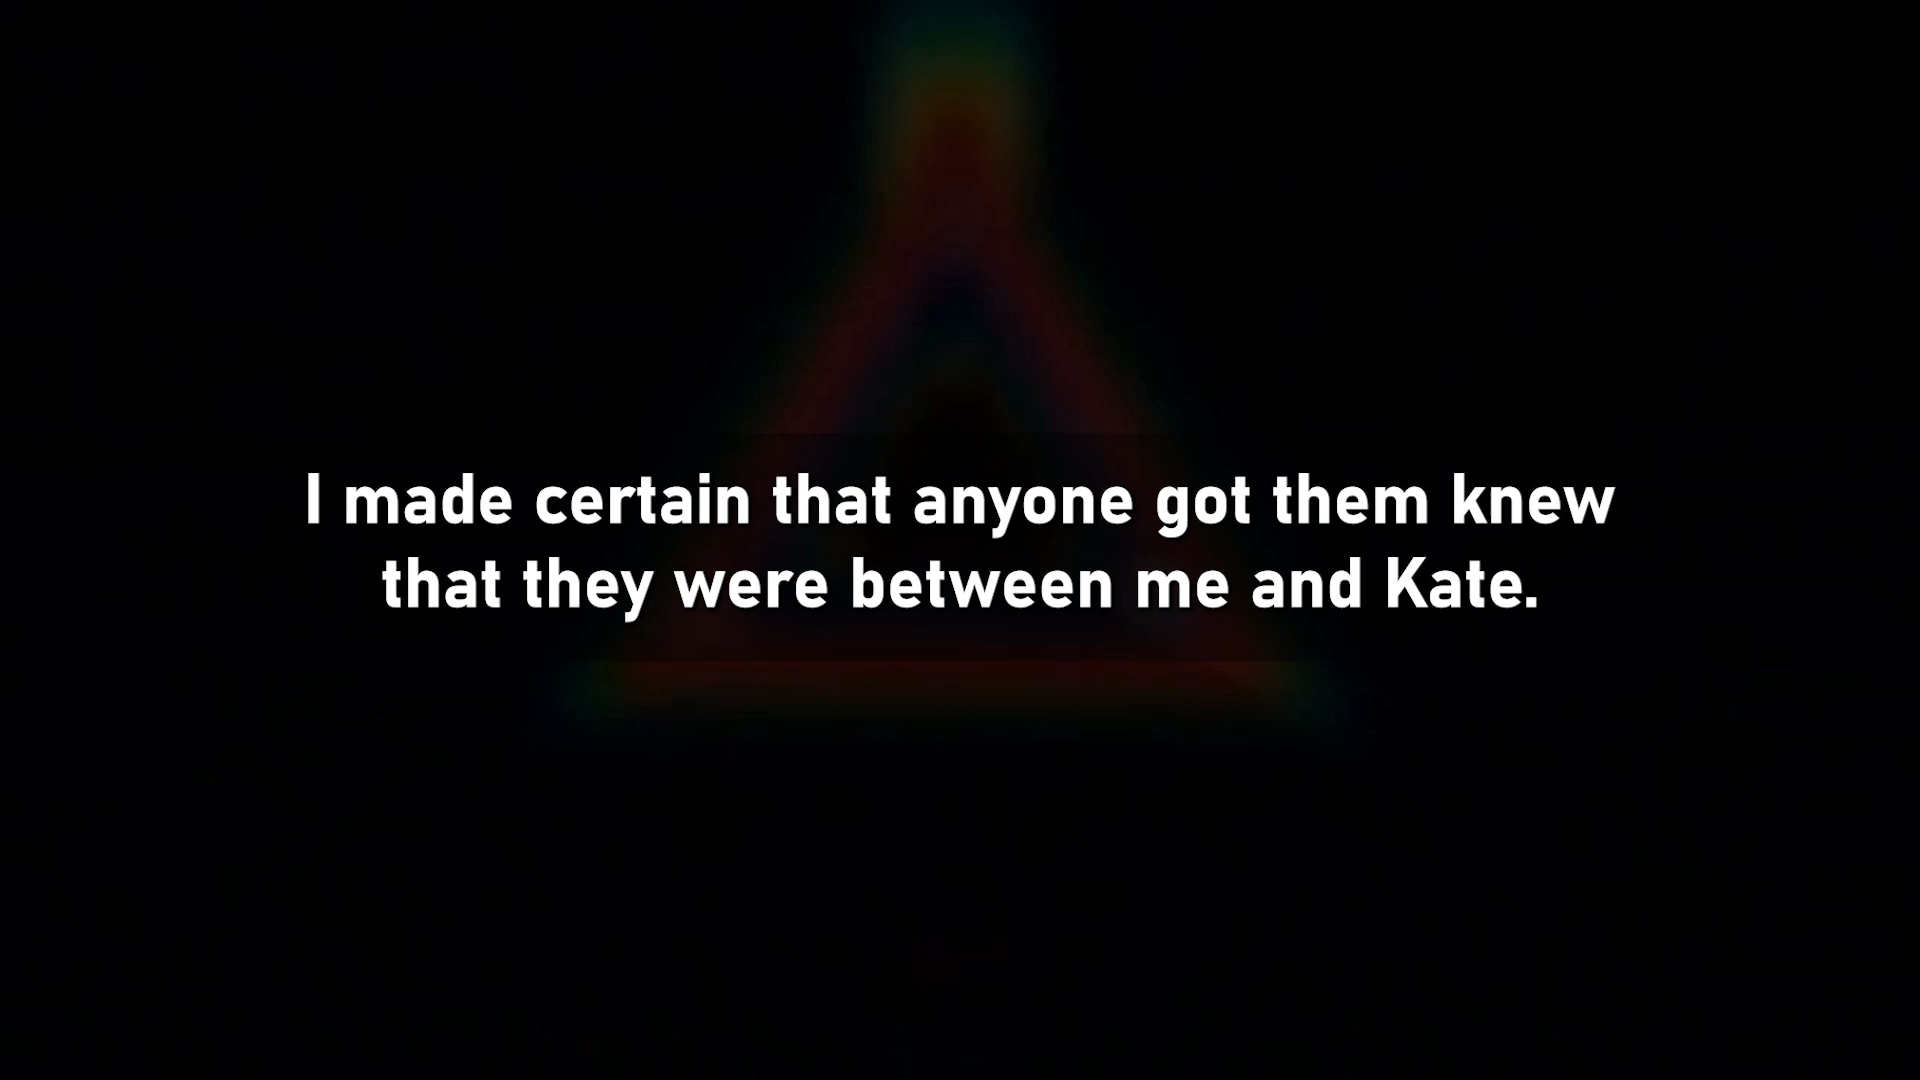 I made certain that anyone got them knew
that they were between me and Kate.